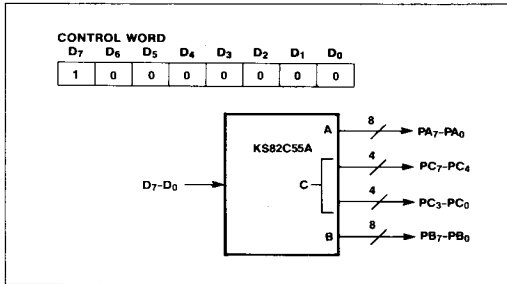 CONTROL WORD
D7 D6 D5 D4 D3 D2 D1 D0
1 0 0 0 0 0 0 0
A 8 PA7-PA0
KS82C55A
4 PC7-PC4
D7-D0 C
4 PC3-PC0
B 8 PB7-PB0